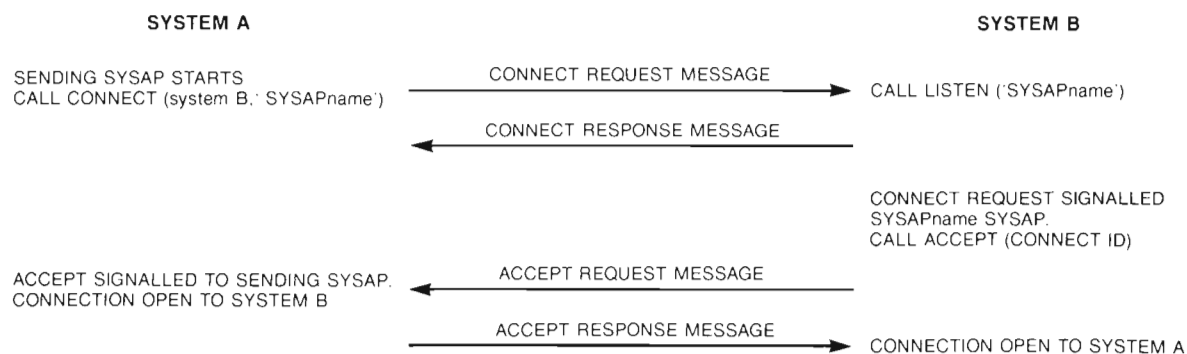 SYSTEM A
SYSTEM B
SENDING SYSAP STARTS
CALL CONNECT (system B,' SYSAPname')
CONNECT REQUEST MESSAGE
CALL LISTEN ('SYSAPname')
CONNECT RESPONSE MESSAGE
CONNECT REQUEST SIGNALLED
SYSAPname SYSAP.
CALL ACCEPT (CONNECT ID)
ACCEPT SIGNALLED TO SENDING SYSAP.
CONNECTION OPEN TO SYSTEM B
ACCEPT REQUEST MESSAGE
ACCEPT RESPONSE MESSAGE
CONNECTION OPEN TO SYSTEM A